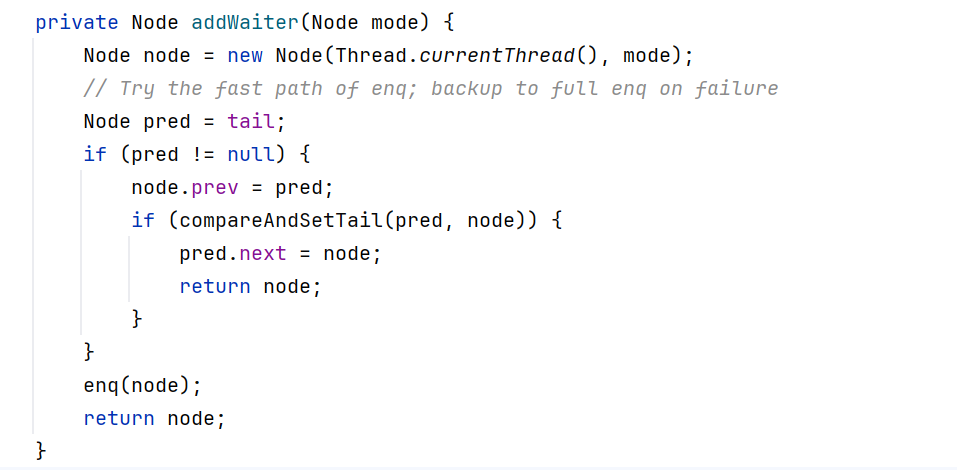 private Node addWaiter(Node mode) {
    Node node = new Node(Thread.currentThread(), mode);
    // Try the fast path of enq; backup to full enq on failure
    Node pred = tail;
    if (pred != null) {
        node.prev = pred;
        if (compareAndSetTail(pred, node)) {
            pred.next = node;
            return node;
        }
    }
    enq(node);
    return node;
}